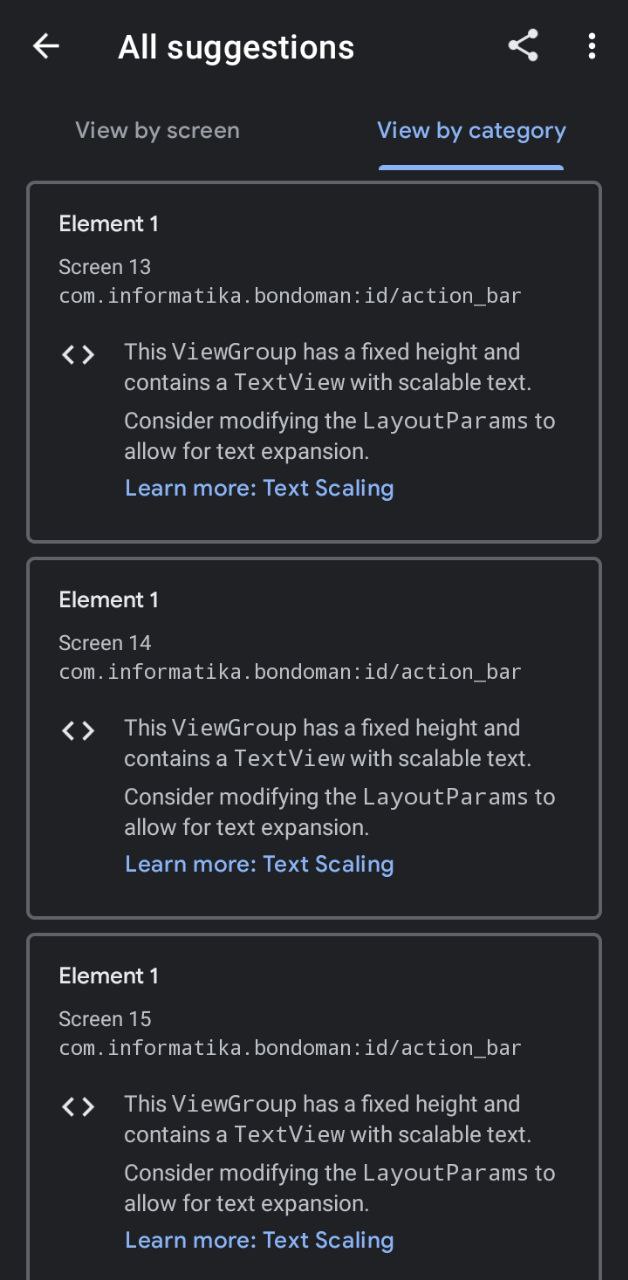 All suggestions
View by screen
View by category
Element 1
Screen 13
com.informatika.bondoman:id/action_bar
This ViewGroup has a fixed height and
contains a TextView with scalable text.
Consider modifying the LayoutParams to
allow for text expansion.
Learn more: Text Scaling
Element 1
Screen 14
com.informatika.bondoman:id/action_bar
This ViewGroup has a fixed height and
contains a TextView with scalable text.
Consider modifying the LayoutParams to
allow for text expansion.
Learn more: Text Scaling
Element 1
Screen 15
com.informatika.bondoman:id/action_bar
This ViewGroup has a fixed height and
contains a TextView with scalable text.
Consider modifying the LayoutParams to
allow for text expansion.
Learn more: Text Scaling